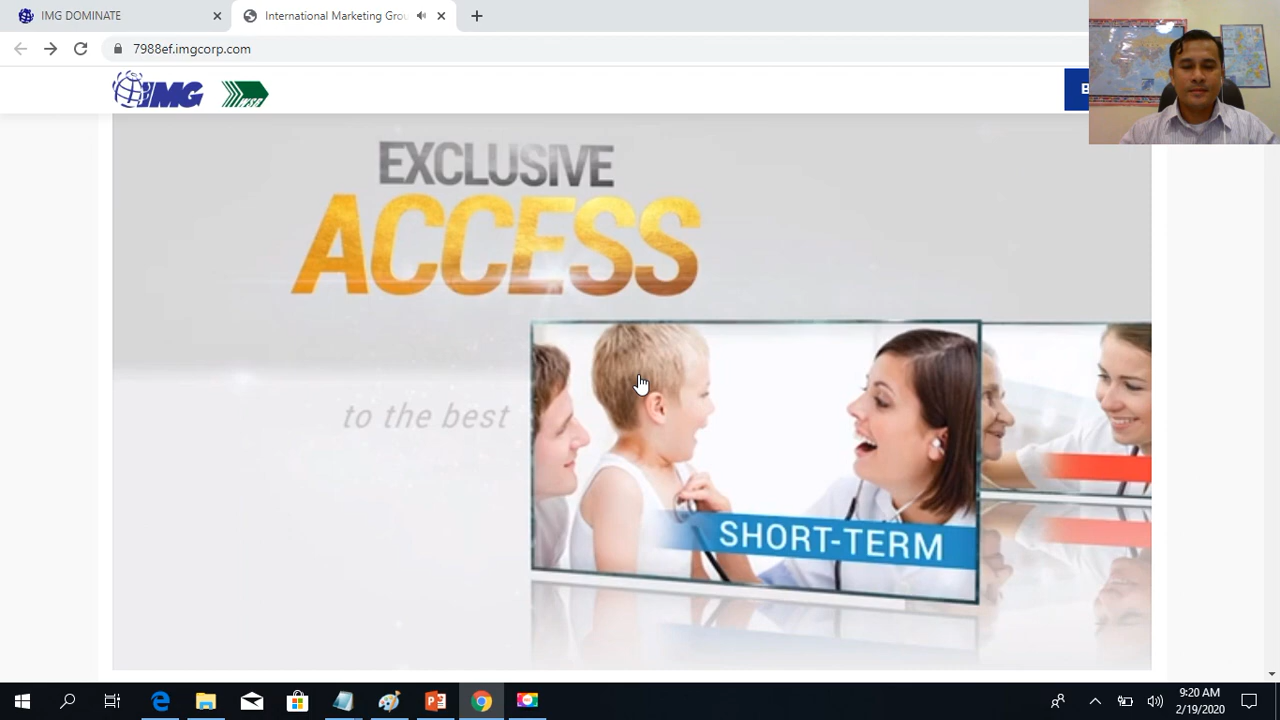 IMG DOMINATE
International Marketing Grou
7988ef.imgcorp.com
IMG
EXCLUSIVE
ACCESS
to the best
SHORT-TERM
9:20 AM
2/19/2020